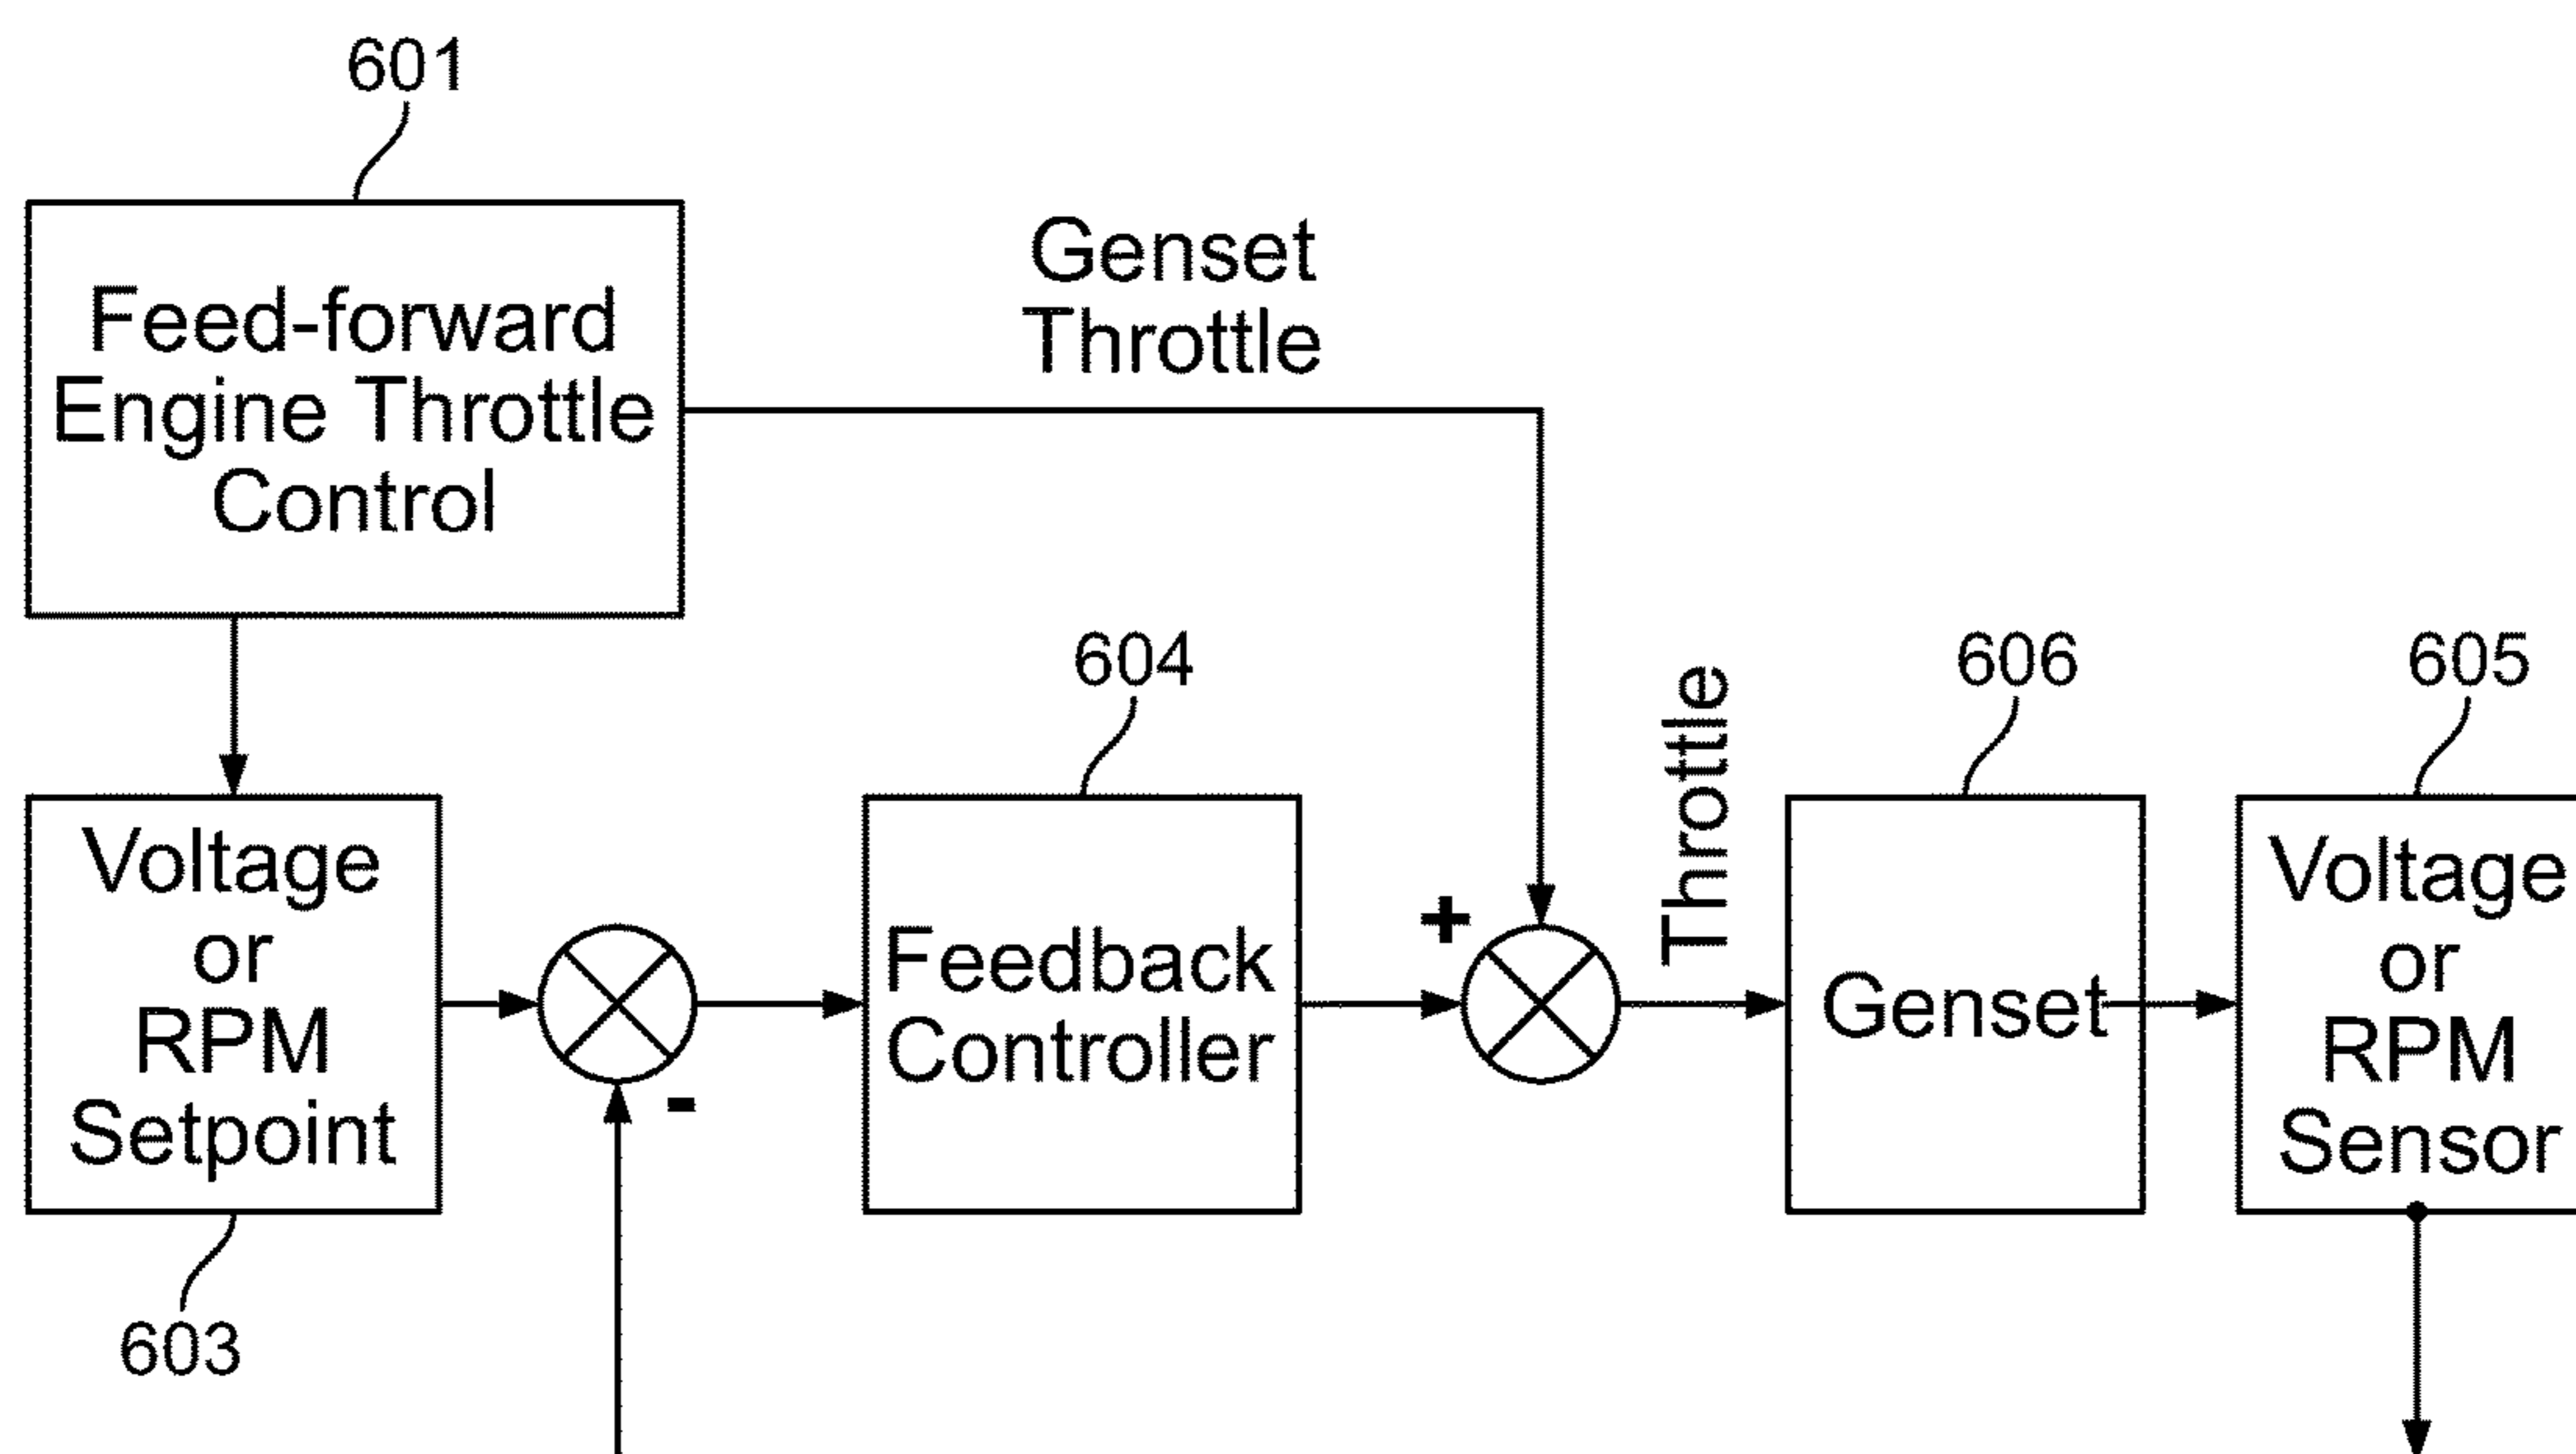 601
Feed-forward
Engine Throttle
Control
Genset
Throttle
604
606
605
Voltage
or
RPM
Setpoint
-
Feedback
Controller
+
Throttle
Genset
Voltage
or
RPM
Sensor
603